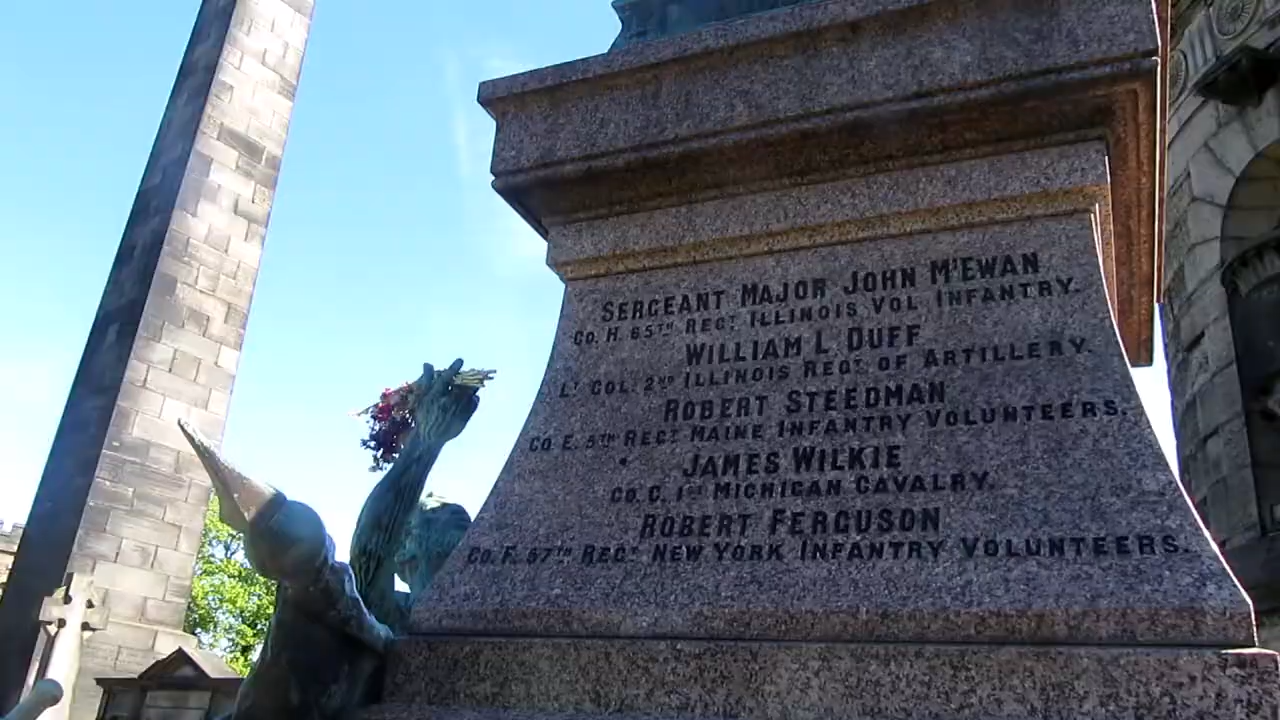 SERGEANT MAJOR JOHN M'EWAN
CO. H. 65TH REGT ILLINOIS VOL INFANTRY.
WILLIAM L DUFF
LT COL. 2ND ILLINOIS REGT OF ARTILLERY.
ROBERT STEEDMAN
CO E. 5TH REGT MAINE INFANTRY VOLUNTEERS.
JAMES WILKIE
CO. C. 1ST MICHIGAN CAVALRY.
ROBERT FERGUSON
CO. F. 57TH REGT NEW YORK INFANTRY VOLUNTEERS.